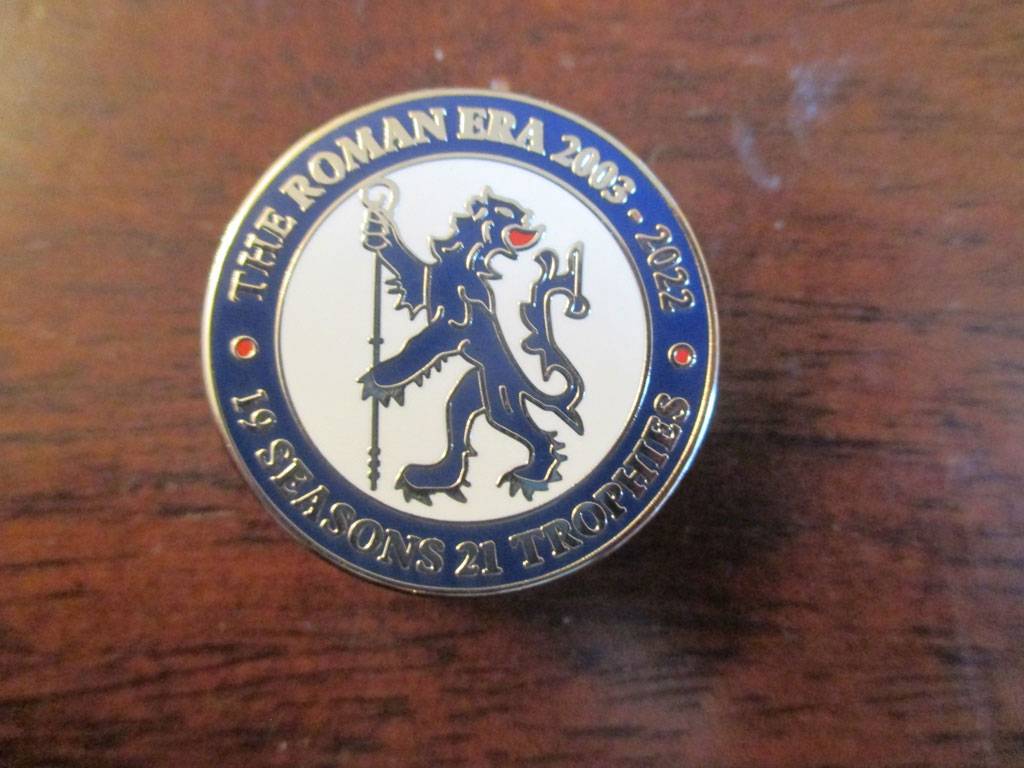 THE ROMAN ERA 2003 - 2022
19 SEASONS 21 TROPHIES